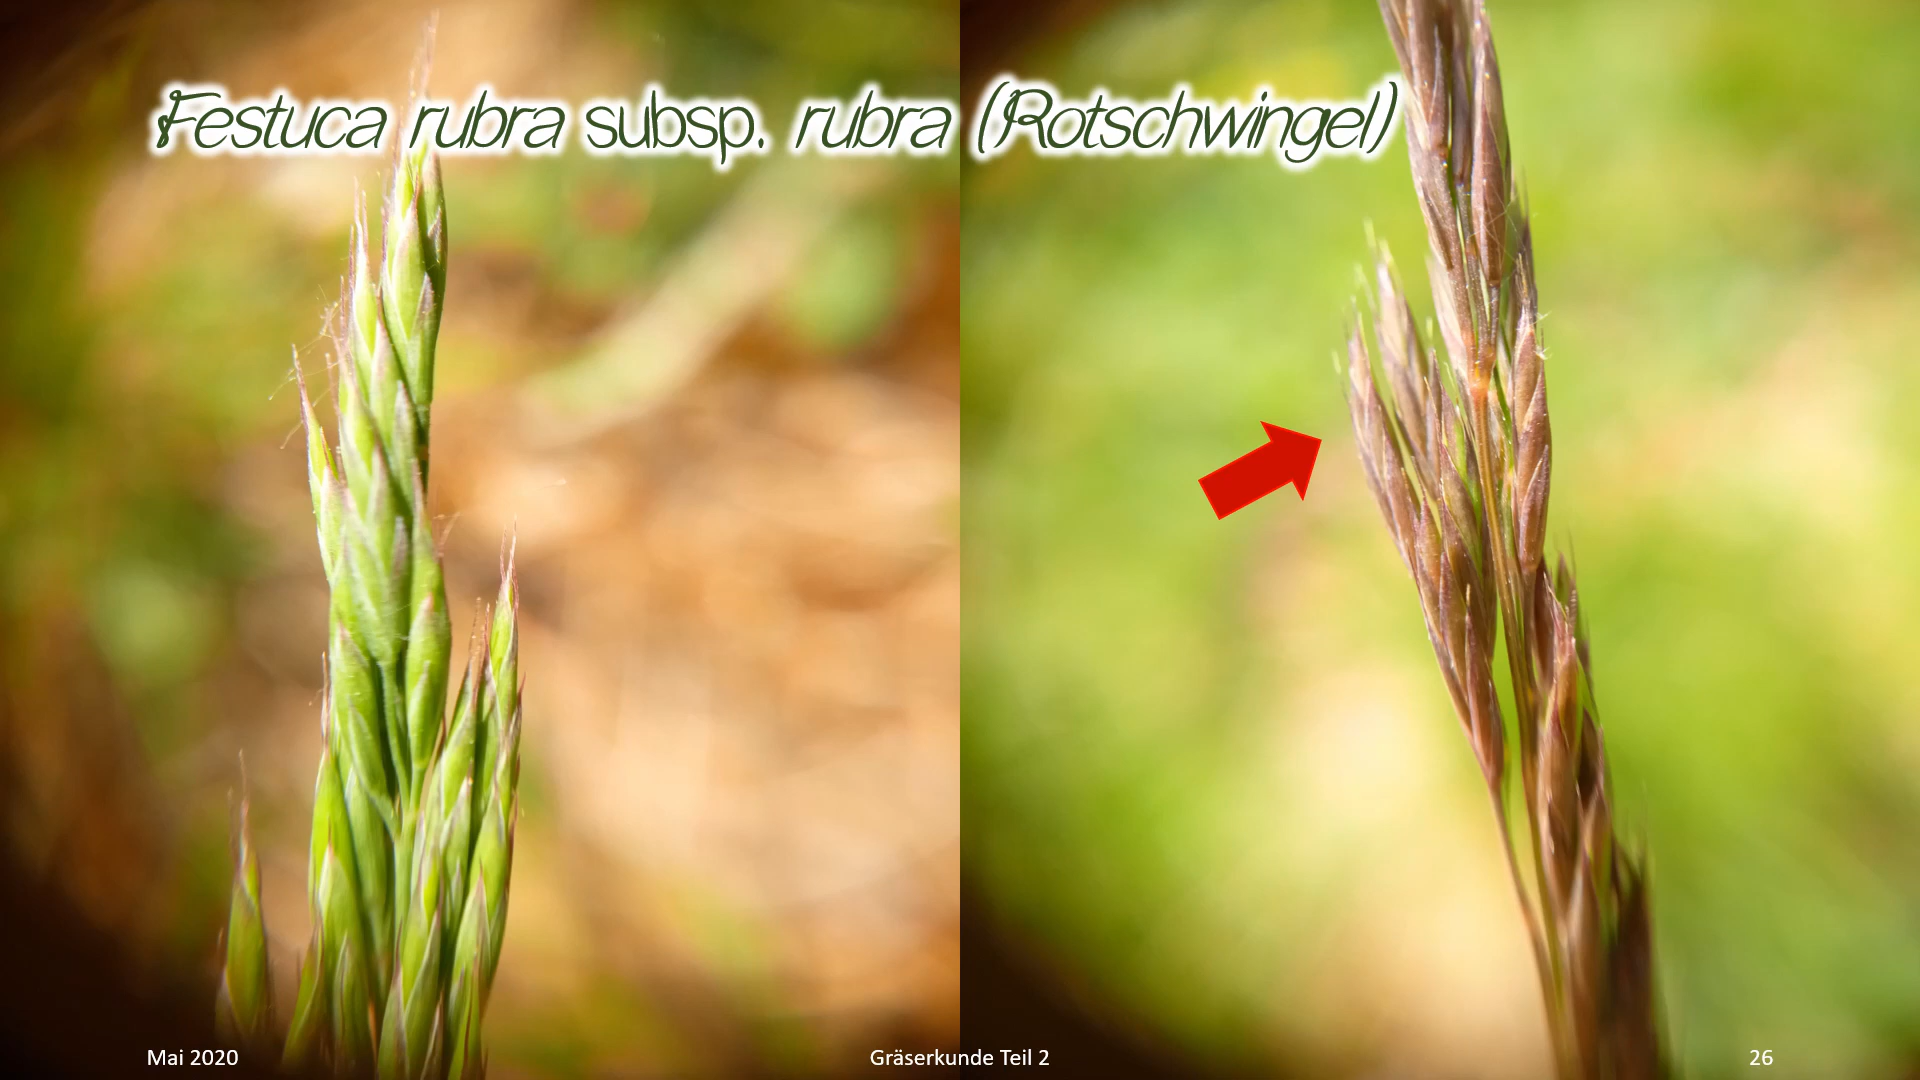 Festuca rubra subsp. rubra (Rotschwingel)
Mai 2020
Gräserkunde Teil 2
26